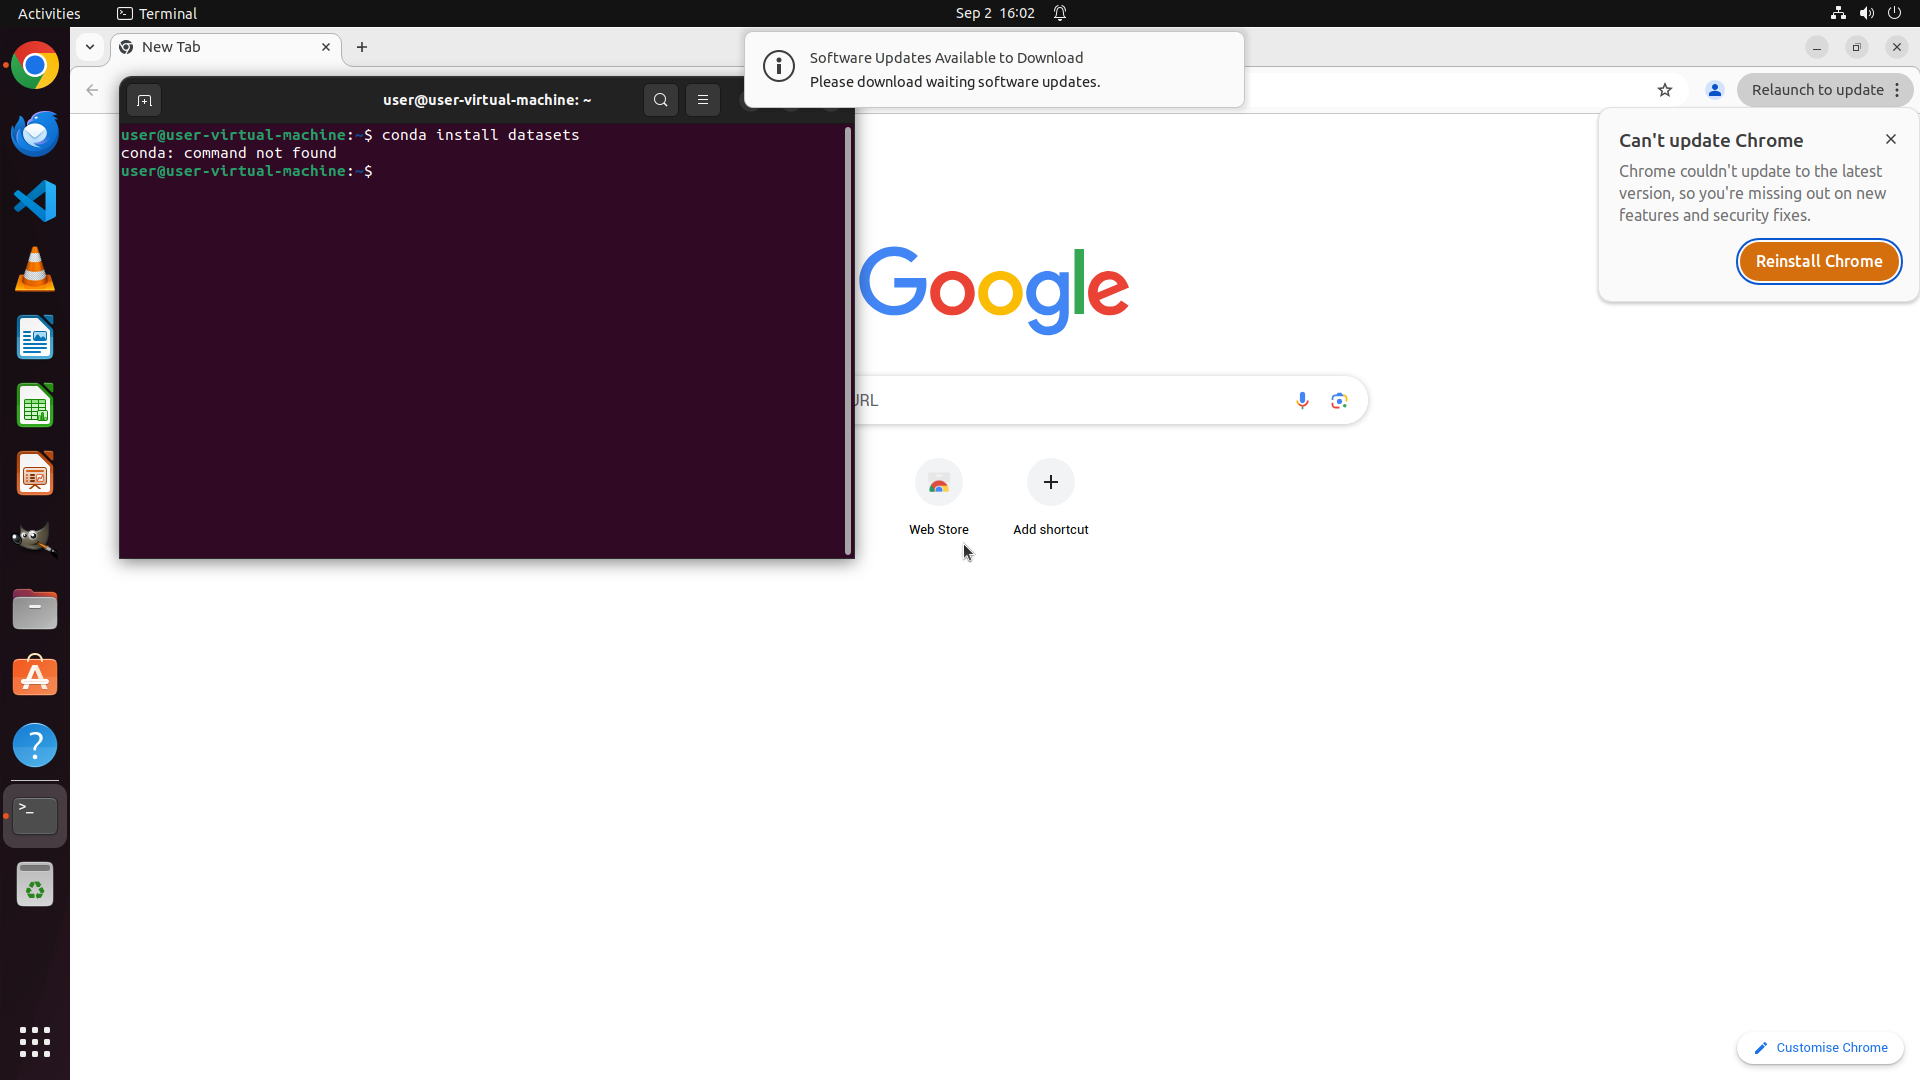 Activities
Terminal
Sep 2 16:02
New Tab
Software Updates Available to Download
Please download waiting software updates.
Relaunch to update
user@user-virtual-machine: ~
user@user-virtual-machine:~$ conda install datasets
conda: command not found
user@user-virtual-machine:~$
Can't update Chrome
Chrome couldn't update to the latest
version, so you're missing out on new
features and security fixes.
Reinstall Chrome
Google
URL
Web Store
Add shortcut
Customise Chrome